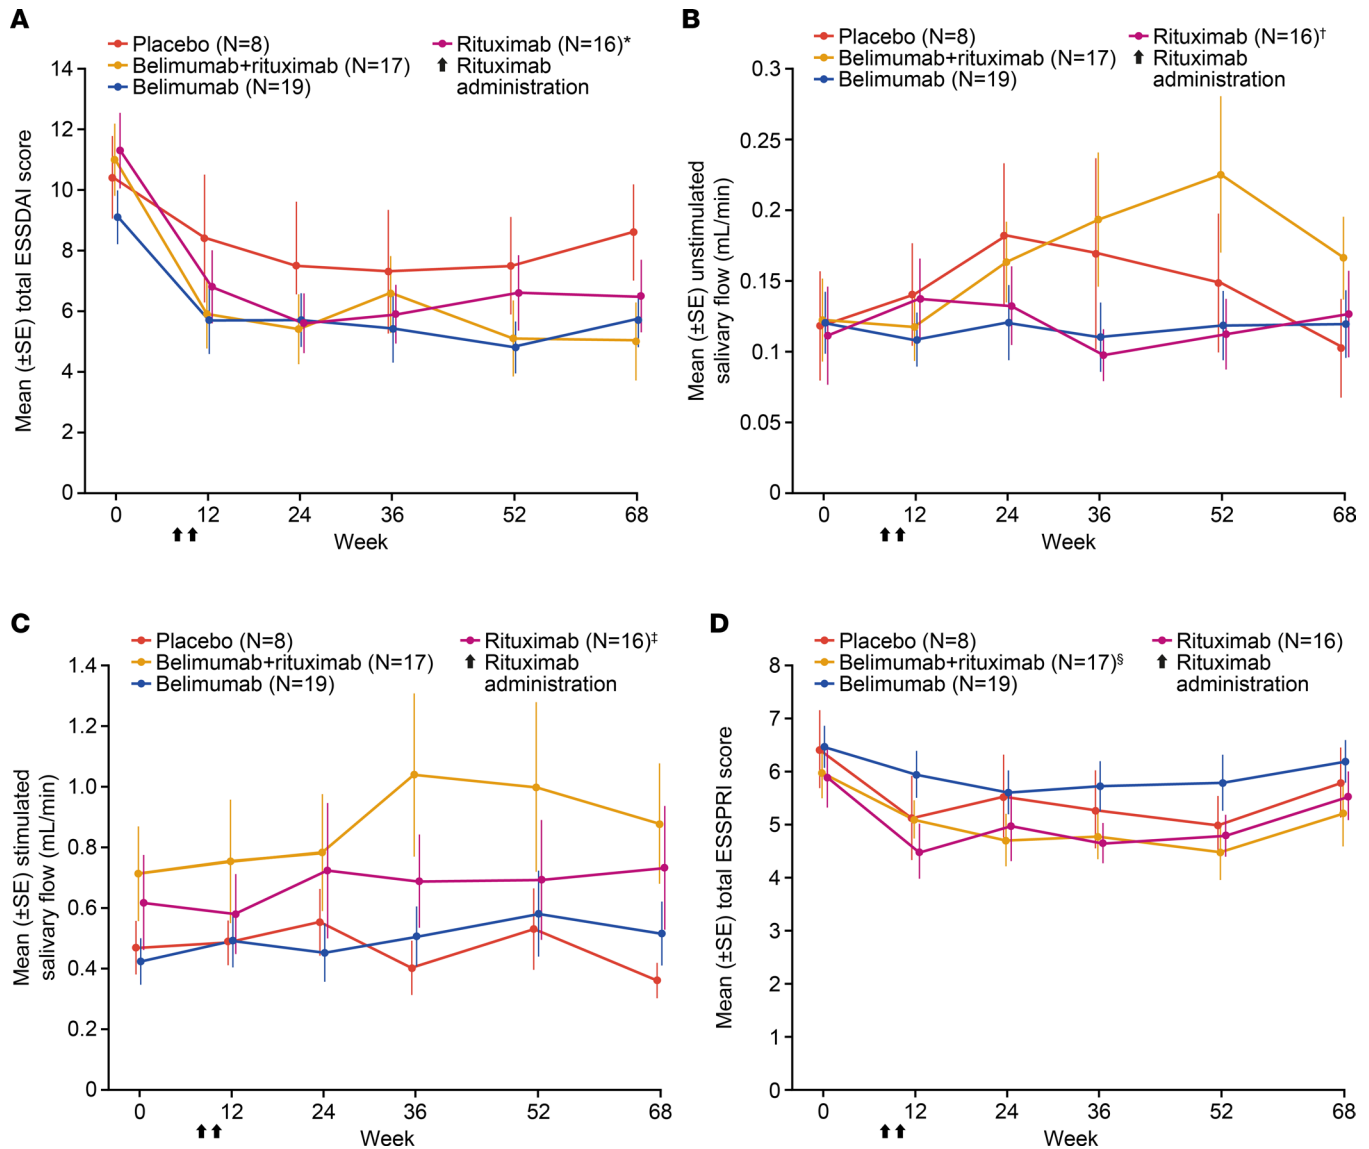 A
Placebo (N=8)
Belimumab+rituximab (N=17)
Belimumab (N=19)
Rituximab (N=16)*
Rituximab
administration
Mean (±SE) total ESSDAI score
14
12
10
8
6
4
2
0
0 12 24 36 52 68
Week
B
Placebo (N=8)
Belimumab+rituximab (N=17)
Belimumab (N=19)
Rituximab (N=16)†
Rituximab
administration
Mean (±SE) unstimulated
salivary flow (mL/min)
0.3
0.25
0.2
0.15
0.1
0.05
0
0 12 24 36 52 68
Week
C
Placebo (N=8)
Belimumab+rituximab (N=17)
Belimumab (N=19)
Rituximab (N=16)‡
Rituximab
administration
Mean (±SE) stimulated
salivary flow (mL/min)
1.4
1.2
1.0
0.8
0.6
0.4
0.2
0
0 12 24 36 52 68
Week
D
Placebo (N=8)
Belimumab+rituximab (N=17)§
Belimumab (N=19)
Rituximab (N=16)
Rituximab
administration
Mean (±SE) total ESSPRI score
8
7
6
5
4
3
2
1
0
0 12 24 36 52 68
Week